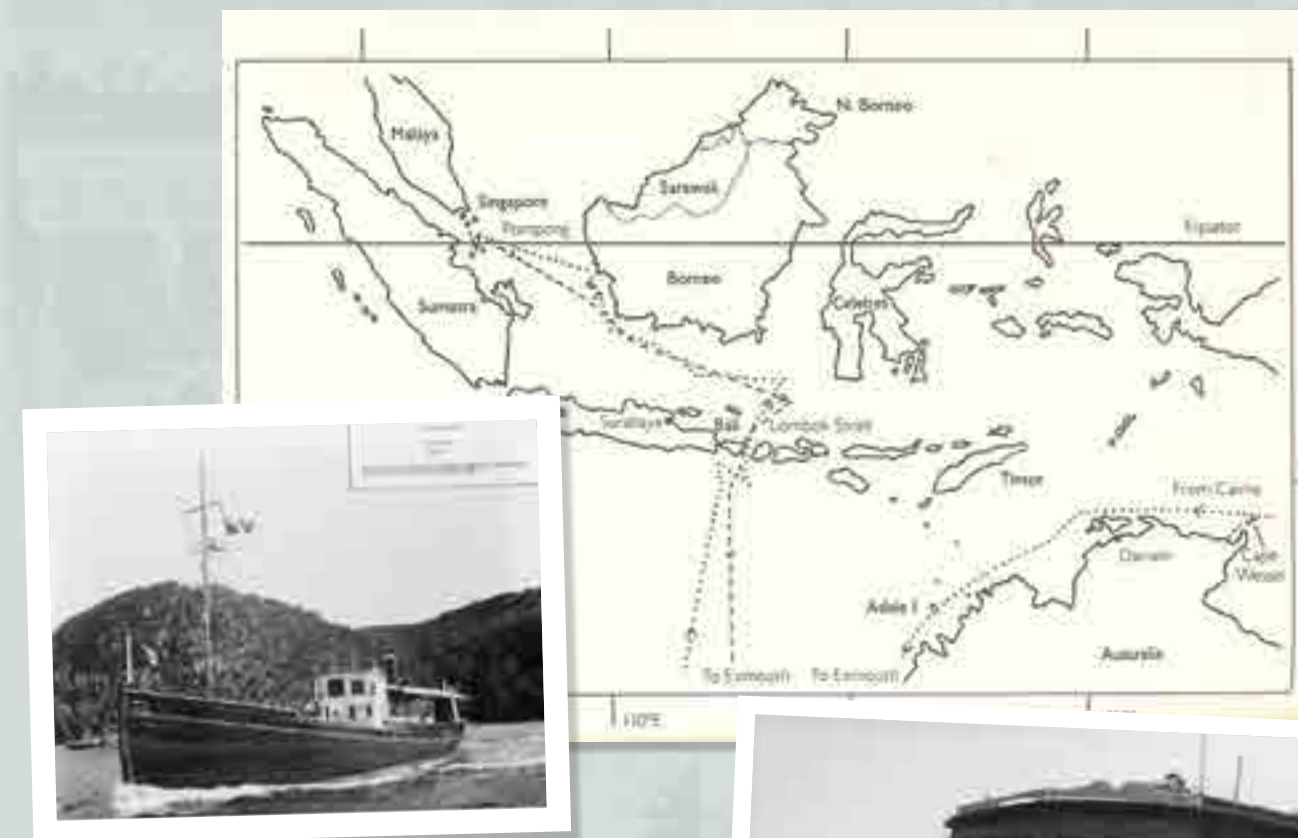 N. Borneo
Malaya
Sarawak
Singapore
Pompong
Equator
Borneo
Sumatra
Celebes
Surabaya
Bali
Lombok Strait
Timor
From Cairns
Darwin
Cape
Wessel
Adele I
Australia
To Exmouth
To Exmouth
110°E